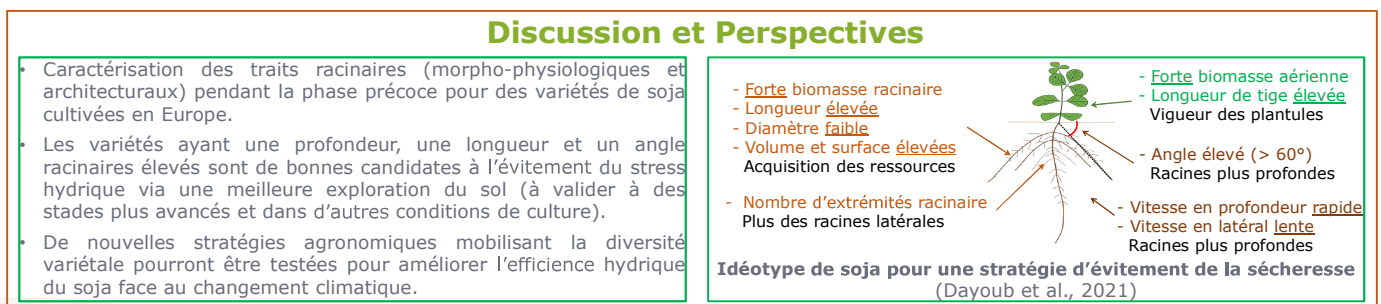 Discussion et Perspectives
• Caractérisation des traits racinaires (morpho-physiologiques et
architecturaux) pendant la phase précoce pour des variétés de soja
cultivées en Europe.
• Les variétés ayant une profondeur, une longueur et un angle
racinaires élevés sont de bonnes candidates à l'évitement du stress
hydrique via une meilleure exploration du sol (à valider à des
stades plus avancés et dans d'autres conditions de culture).
• De nouvelles stratégies agronomiques mobilisant la diversité
variétale pourront être testées pour améliorer l'efficience hydrique
du soja face au changement climatique.
- Forte biomasse racinaire
- Longueur élevée
- Diamètre faible
- Volume et surface élevées
Acquisition des ressources
- Nombre d'extrémités racinaire
Plus des racines latérales
- Forte biomasse aérienne
- Longueur de tige élevée
Vigueur des plantules
- Angle élevé (> 60°)
Racines plus profondes
- Vitesse en profondeur rapide
- Vitesse en latéral lente
Racines plus profondes
Idéotype de soja pour une stratégie d'évitement de la sécheresse
(Dayoub et al., 2021)